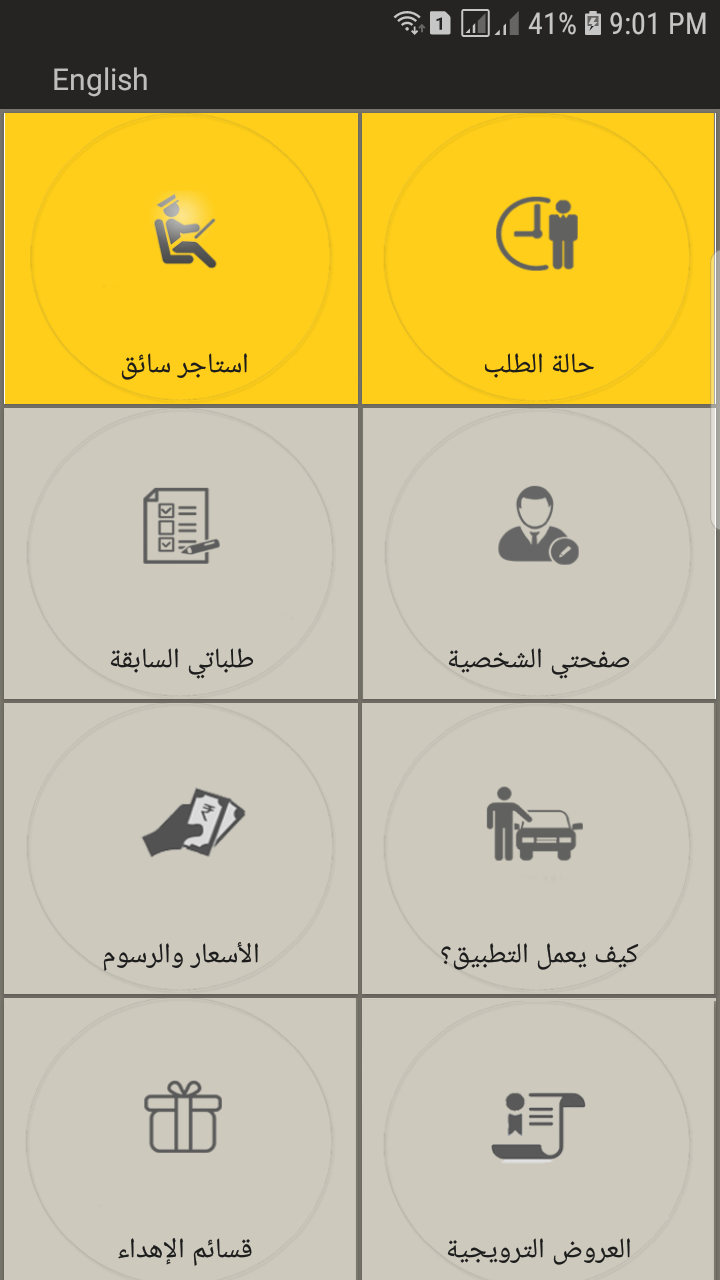 1 41% 9:01 PM
English
حالة الطلب
استاجر سائق
صفحتي الشخصية
طلباتي السابقة
كيف يعمل التطبيق؟
الأسعار والرسوم
العروض الترويجية
قسائم الإهداء